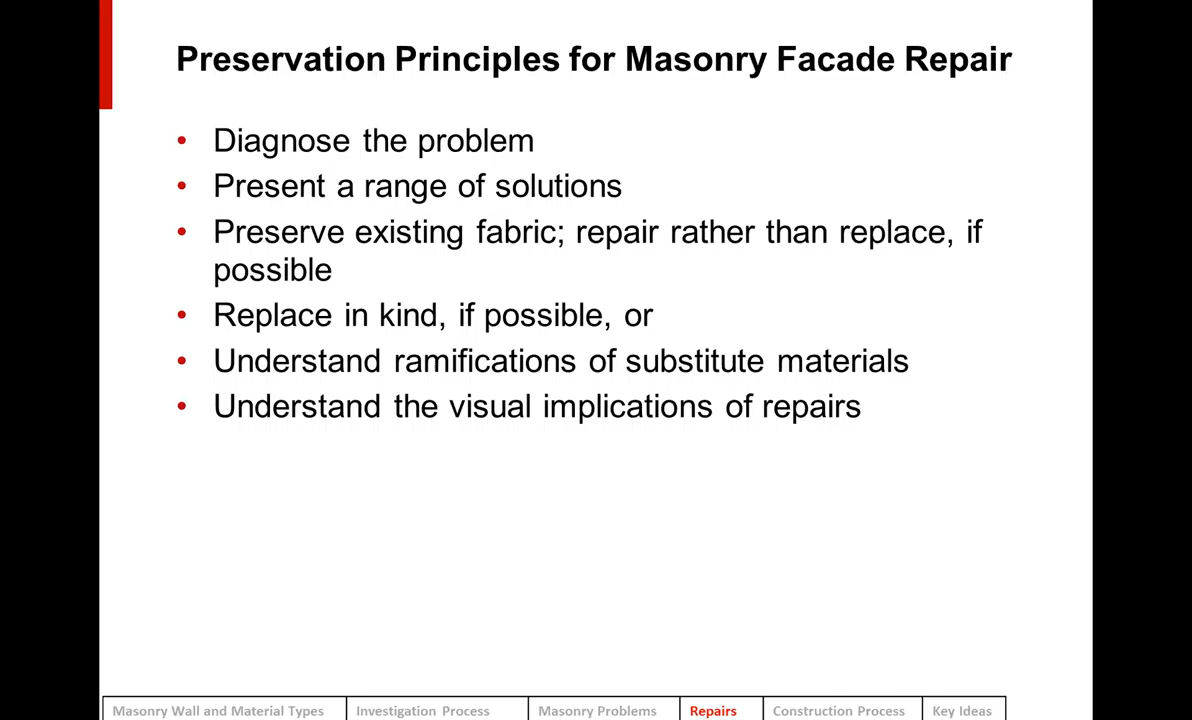 Preservation Principles for Masonry Facade Repair
• Diagnose the problem
• Present a range of solutions
• Preserve existing fabric; repair rather than replace, if
possible
• Replace in kind, if possible, or
• Understand ramifications of substitute materials
• Understand the visual implications of repairs
Masonry Wall and Material Types Investigation Process Masonry Problems Repairs Construction Process Key Ideas